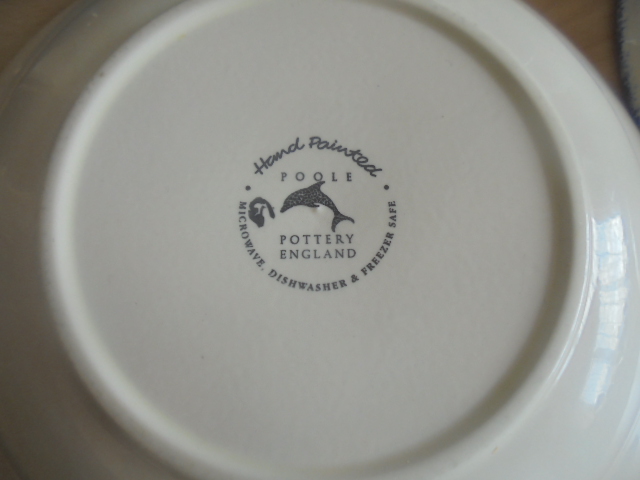 Hand Painted
POOLE
POTTERY
ENGLAND
MICROWAVE, DISHWASHER & FREEZER SAFE